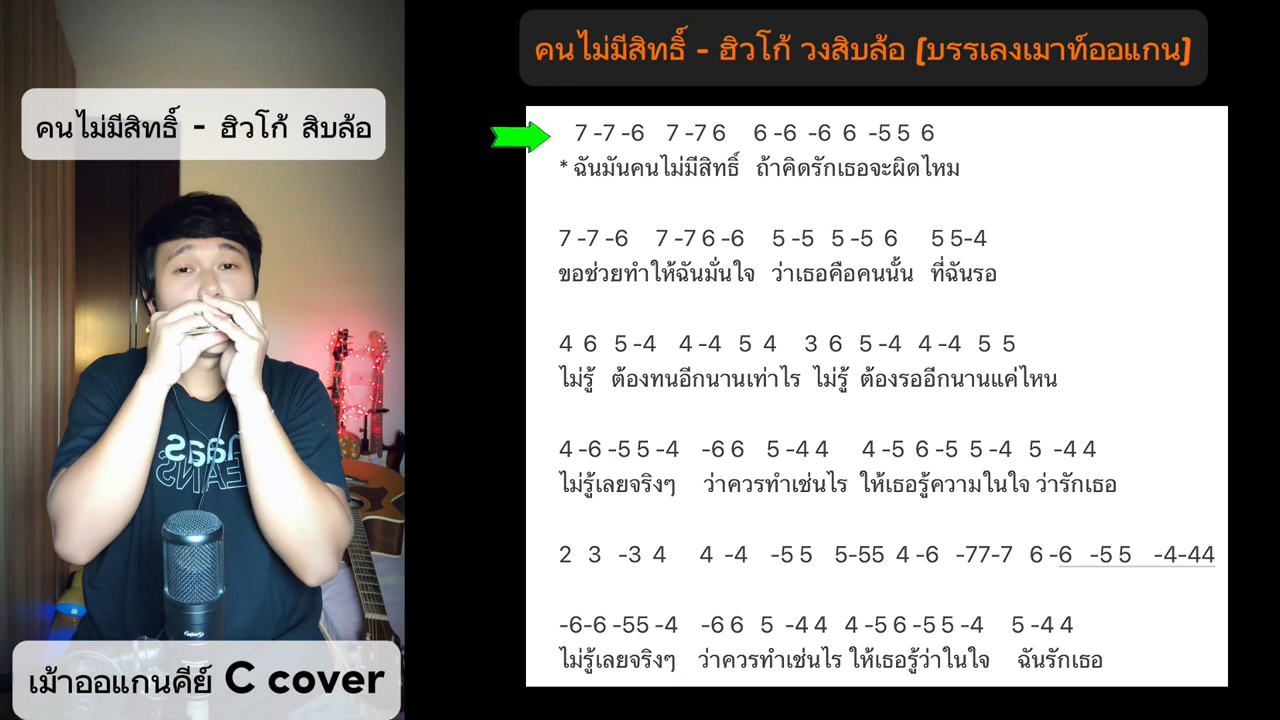 คนไม่มีสิทธิ์ - ฮิวโก้ วงสิบล้อ (บรรเลงเมาท์ออแกน)
คนไม่มีสิทธิ์ - ฮิวโก้ สิบล้อ
7 -7 -6 7 -7 6 6 -6 -6 6 -5 5 6
* ฉันมันคนไม่มีสิทธิ์ ถ้าคิดรักเธอจะผิดไหม
7 -7 -6 7 -7 6 -6 5 -5 5 -5 6 5 5-4
ขอช่วยทำให้ฉันมั่นใจ ว่าเธอคือคนนั้น ที่ฉันรอ
4 6 5 -4 4 -4 5 4 3 6 5 -4 4 -4 5 5
ไม่รู้ ต้องทนอีกนานเท่าไร ไม่รู้ ต้องรออีกนานแค่ไหน
4 -6 -5 5 -4 -6 6 5 -4 4 4 -5 6 -5 5 -4 5 -4 4
ไม่รู้เลยจริงๆ ว่าควรทำเช่นไร ให้เธอรู้ความในใจ ว่ารักเธอ
2 3 -3 4 4 -4 -5 5 5-55 4 -6 -77-7 6 -6 -5 5 -4-44
-6-6 -55 -4 -6 6 5 -4 4 4 -5 6 -5 5 -4 5 -4 4
ไม่รู้เลยจริงๆ ว่าควรทำเช่นไร ให้เธอรู้ว่าในใจ ฉันรักเธอ
เม้าออแกนคีย์ C cover